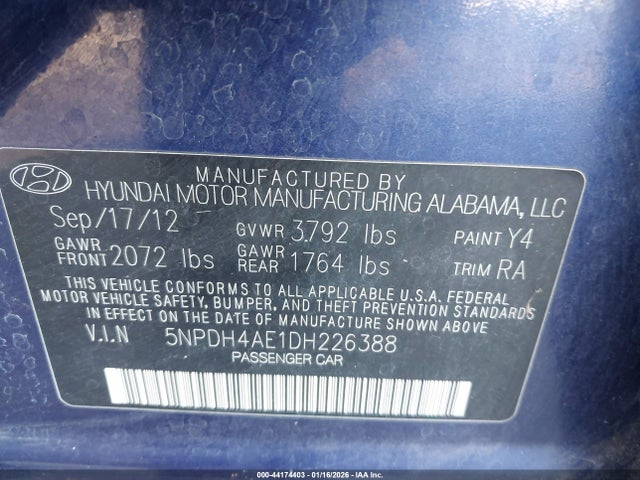 MANUFACTURED BY
HYUNDAI MOTOR MANUFACTURING ALABAMA, LLC
Sep/17/12 GVWR 3792 lbs PAINT Y4
GAWR FRONT 2072 lbs GAWR REAR 1764 lbs TRIM RA
THIS VEHICLE CONFORMS TO ALL APPLICABLE U.S.A. FEDERAL
MOTOR VEHICLE SAFETY, BUMPER, AND THEFT PREVENTION STANDARDS
IN EFFECT ON THE DATE OF MANUFACTURE SHOWN ABOVE.
V.I.N 5NPDH4AE1DH226388
PASSENGER CAR
000-44174403 - 01/16/2026 - IAA Inc.